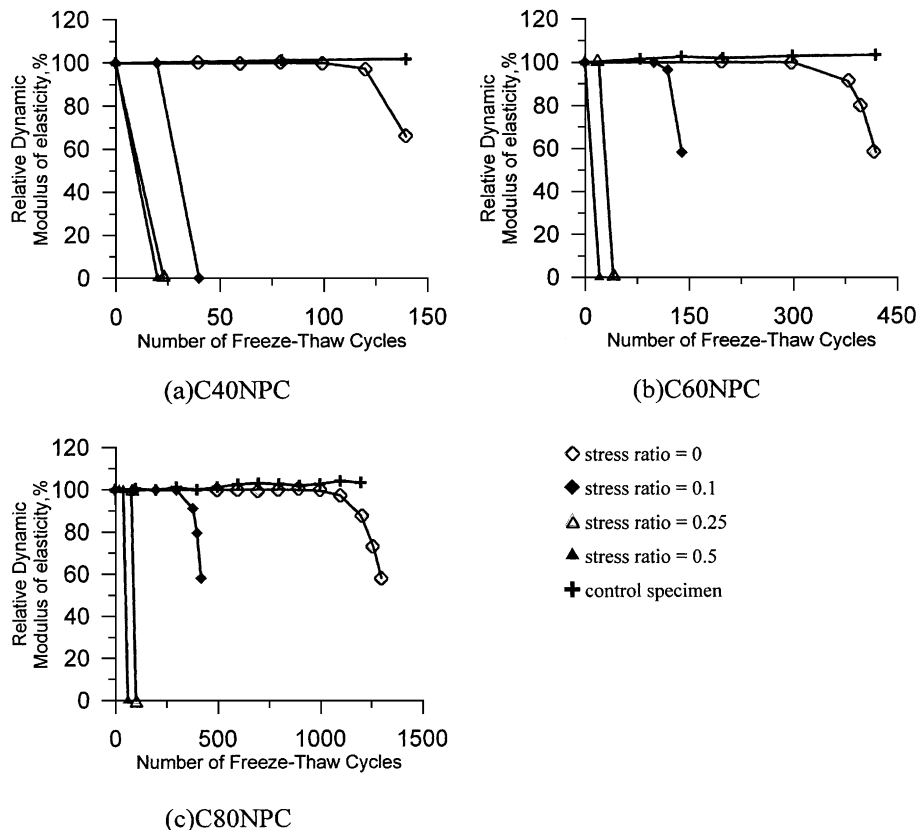 120
100
80
60
40
20
0
Relative Dynamic
Modulus of elasticity,%
0 50 100 150
Number of Freeze-Thaw Cycles
(a)C40NPC
120
100
80
60
40
20
0
Relative Dynamic
Modulus of elasticity,%
0 150 300 450
Number of Freeze-Thaw Cycles
(b)C60NPC
120
100
80
60
40
20
0
Relative Dynamic
Modulus of elasticity,%
0 500 1000 1500
Number of Freeze-Thaw Cycles
(c)C80NPC
stress ratio = 0
stress ratio = 0.1
stress ratio = 0.25
stress ratio = 0.5
control specimen